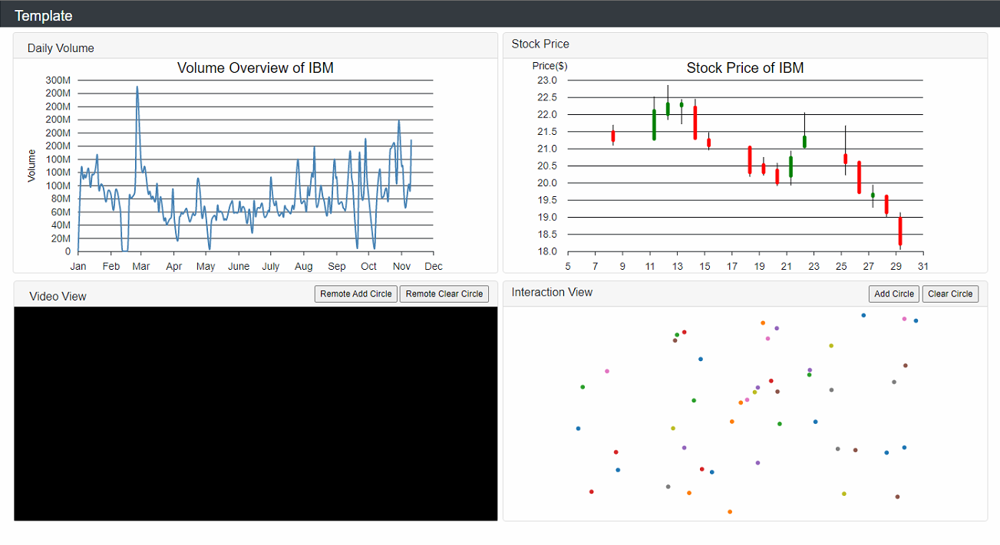 Template
Daily Volume
Volume Overview of IBM
Volume
300M
200M
200M
200M
200M
200M
100M
100M
100M
80M
60M
40M
20M
0
Jan Feb Mar Apr May June July Aug Sep Oct Nov Dec
Stock Price
Price($)
Stock Price of IBM
23.0
22.5
22.0
21.5
21.0
20.5
20.0
19.5
19.0
18.5
18.0
5 7 9 11 13 15 17 19 21 23 25 27 29 31
Video View
Remote Add Circle Remote Clear Circle
Interaction View
Add Circle Clear Circle